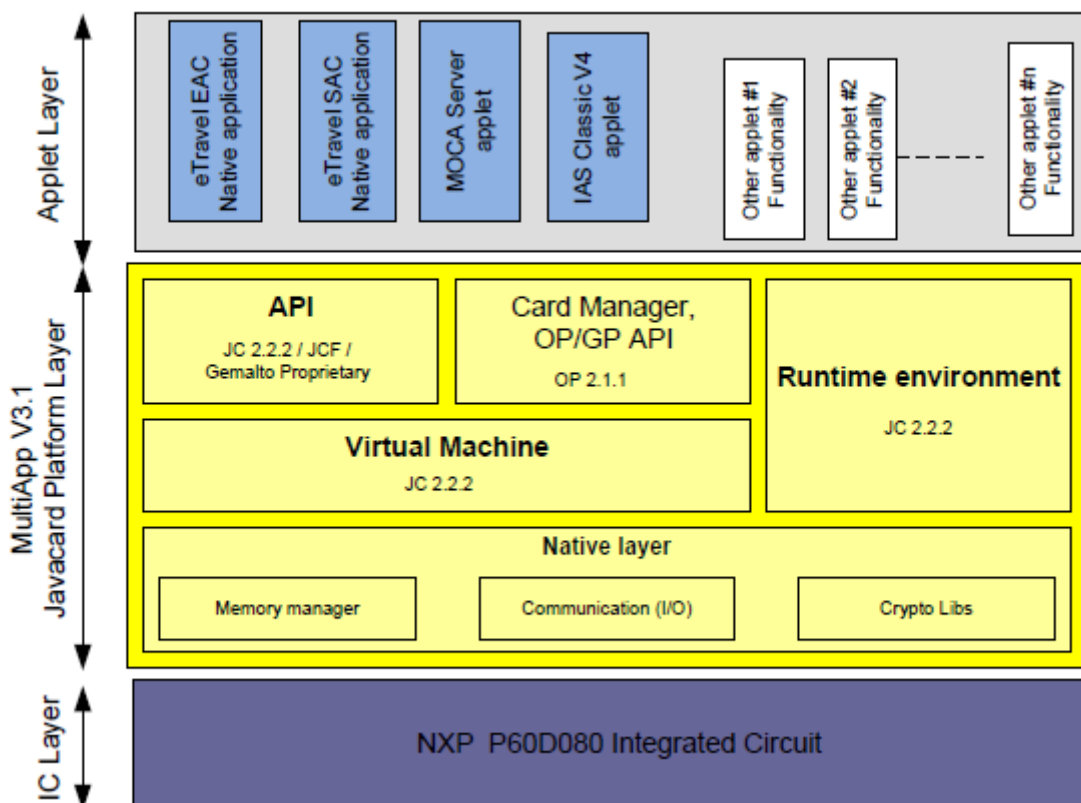 Applet Layer
eTravel EAC
Native application
eTravel SAC
Native application
MOCA Server
applet
IAS Classic V4
applet
Other applet #1
Functionality
Other applet #2
Functionality
Other applet #n
Functionality
MultiApp V3.1
Javacard Platform Layer
API
JC 2.2.2 / JCF /
Gemalto Proprietary
Card Manager,
OP/GP API
OP 2.1.1
Runtime environment
JC 2.2.2
Virtual Machine
JC 2.2.2
Native layer
Memory manager
Communication (I/O)
Crypto Libs
IC Layer
NXP P60D080 Integrated Circuit